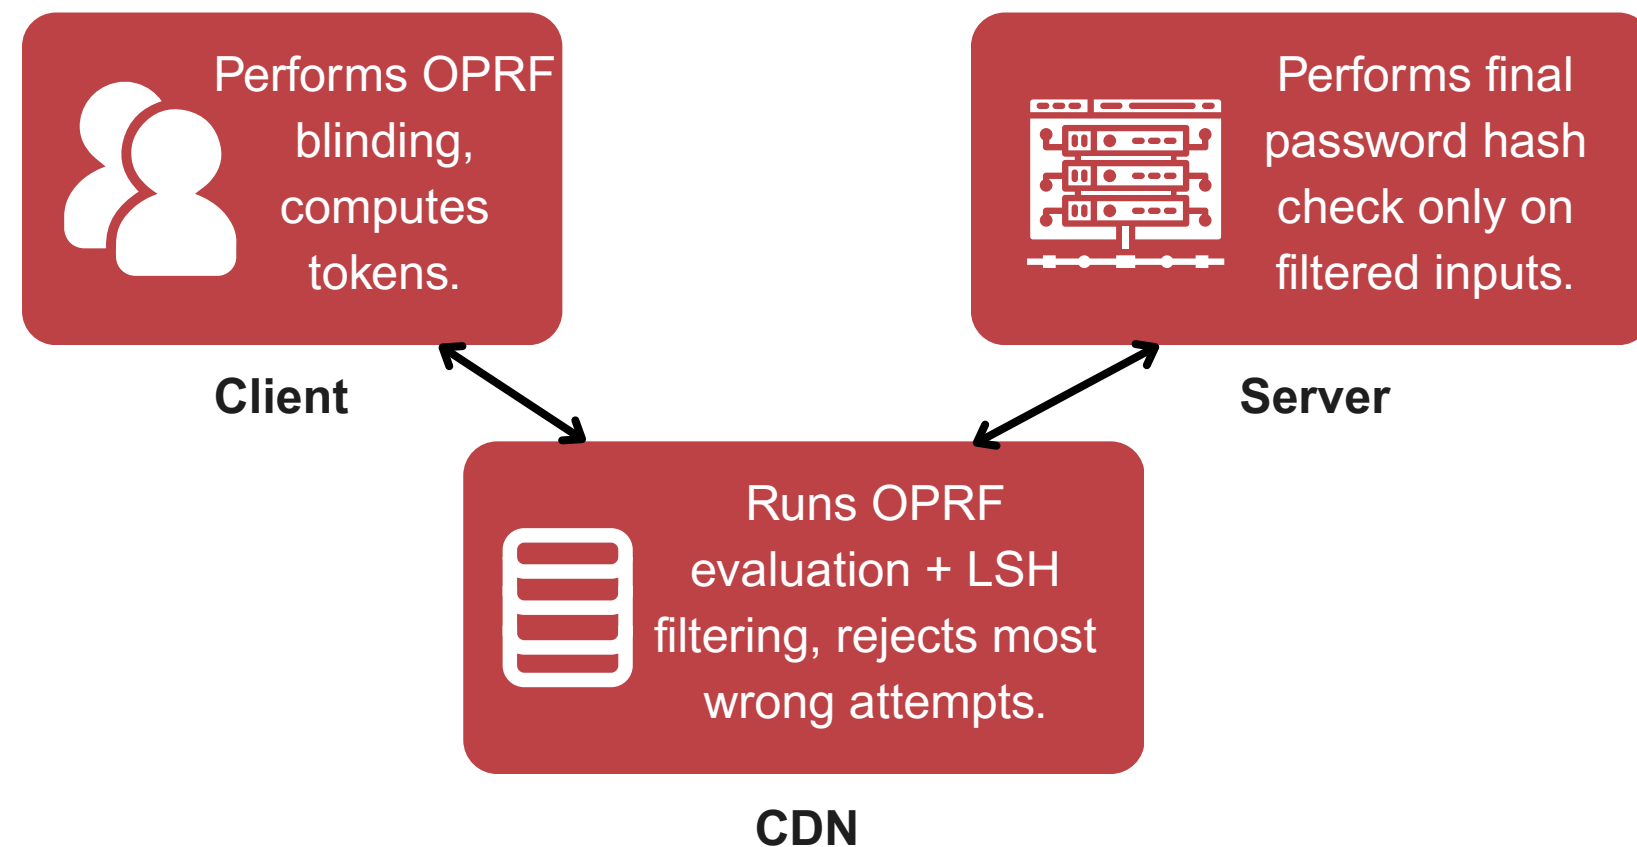 Performs OPRF
blinding,
computes
tokens.
Client
Performs final
password hash
check only on
filtered inputs.
Server
Runs OPRF
evaluation + LSH
filtering, rejects most
wrong attempts.
CDN